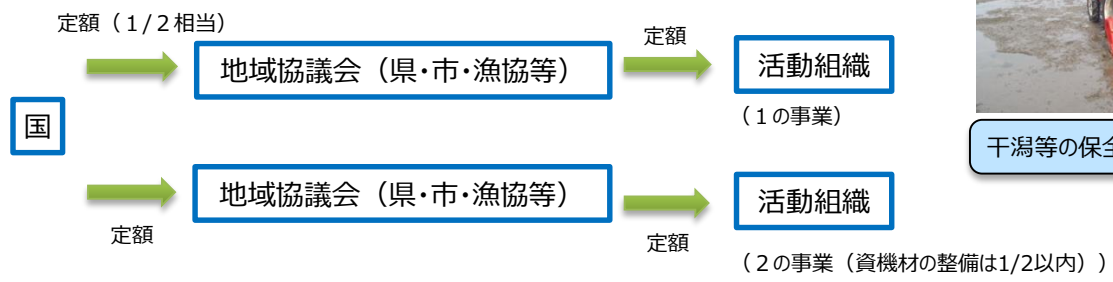 定額（１/２相当）
定額
地域協議会（県・市・漁協等）
活動組織
（１の事業）
国
干潟等の保全
地域協議会（県・市・漁協等）
活動組織
定額
定額
（２の事業（資機材の整備は1/2以内））